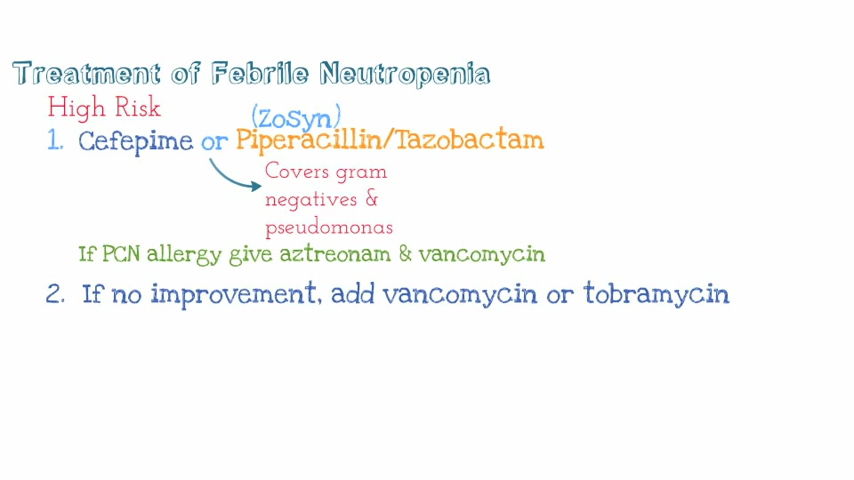 Treatment of Febrile Neutropenia
High Risk
(Zosyn)
1. Cefepime or Piperacillin/Tazobactam
Covers gram
negatives &
pseudomonas
If PCN allergy give aztreonam & vancomycin
2. If no improvement, add vancomycin or tobramycin